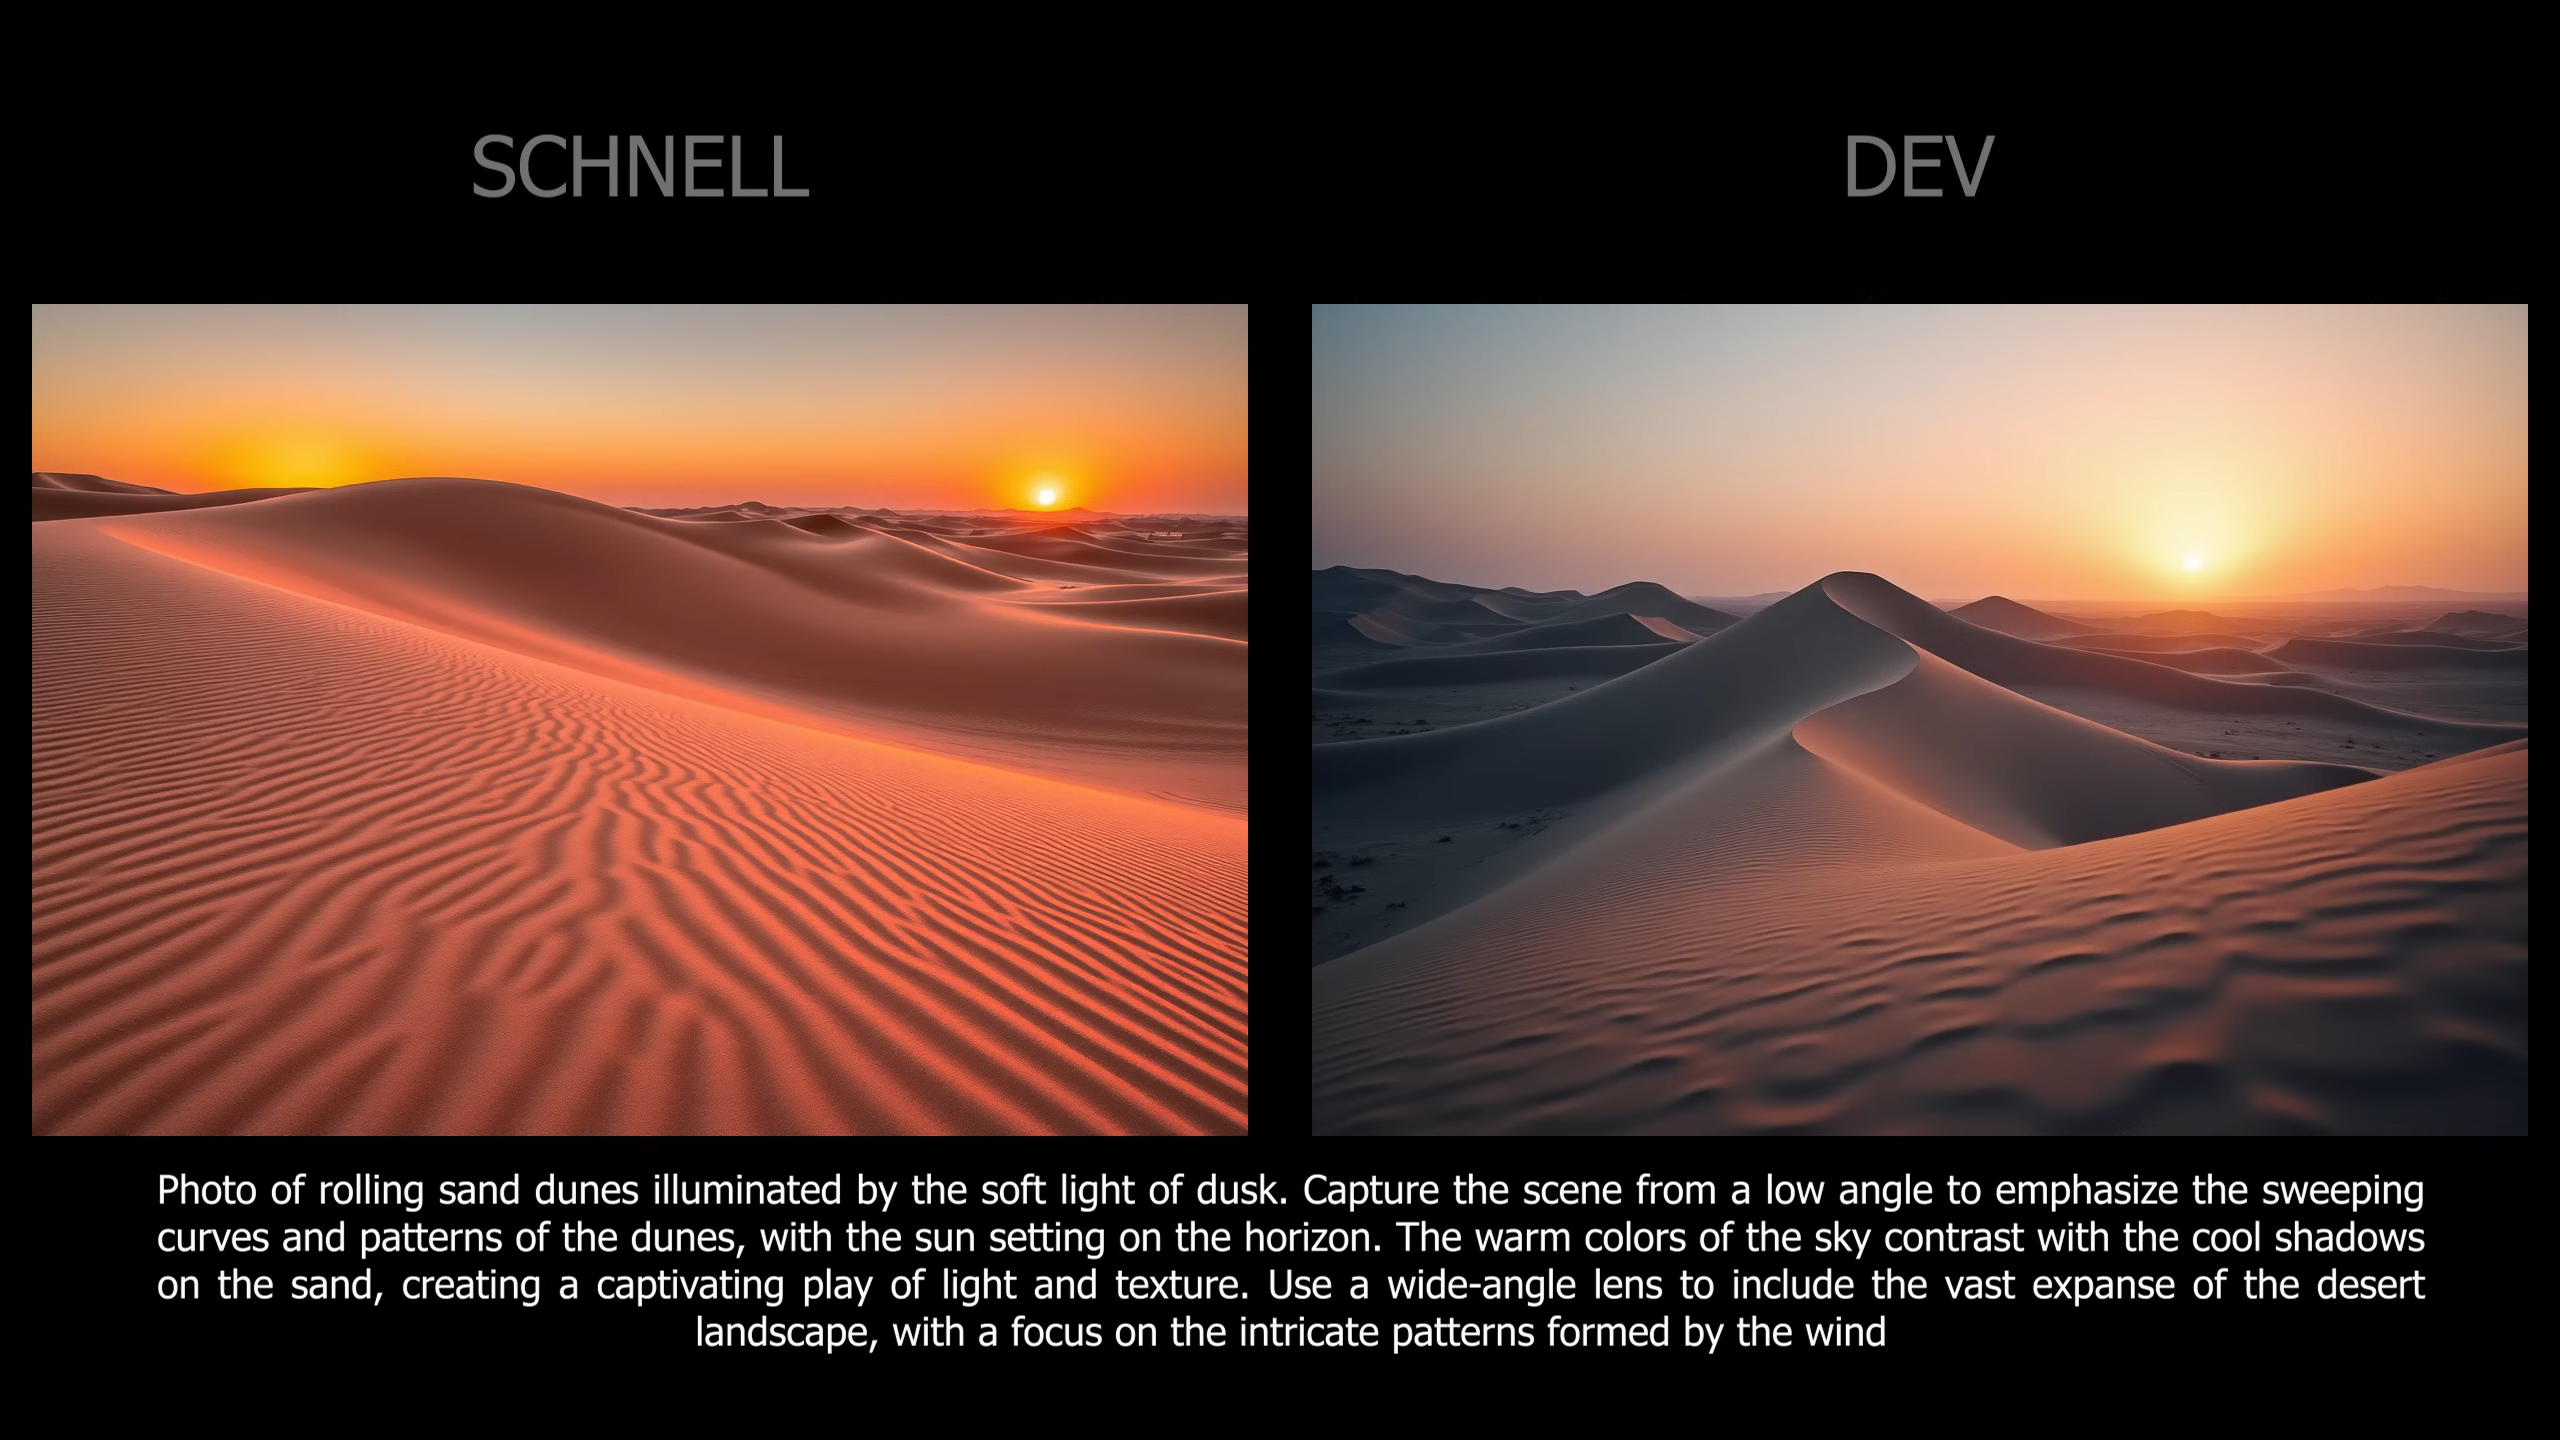 SCHNELL
DEV
Photo of rolling sand dunes illuminated by the soft light of dusk. Capture the scene from a low angle to emphasize the sweeping
curves and patterns of the dunes, with the sun setting on the horizon. The warm colors of the sky contrast with the cool shadows
on the sand, creating a captivating play of light and texture. Use a wide-angle lens to include the vast expanse of the desert
landscape, with a focus on the intricate patterns formed by the wind